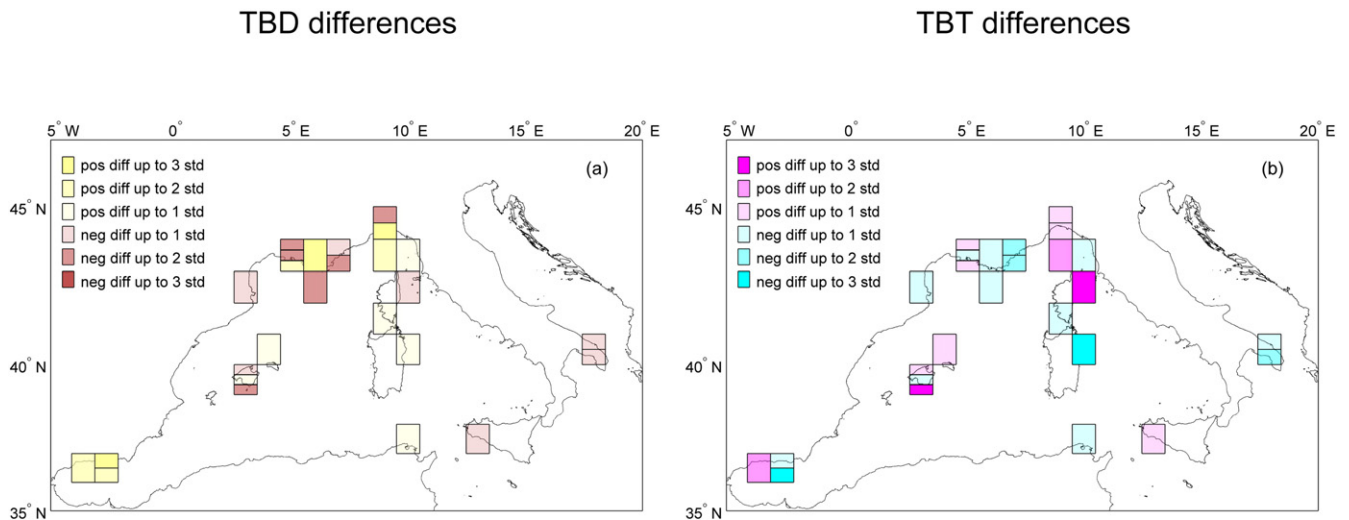 TBD differences
TBT differences
5° W 0° 5° E 10° E 15° E 20° E
pos diff up to 3 std
pos diff up to 2 std
pos diff up to 1 std
neg diff up to 1 std
neg diff up to 2 std
neg diff up to 3 std
(a)
45° N
40° N
35° N
5° W 0° 5° E 10° E 15° E 20° E
pos diff up to 3 std
pos diff up to 2 std
pos diff up to 1 std
neg diff up to 1 std
neg diff up to 2 std
neg diff up to 3 std
(b)
45° N
40° N
35° N